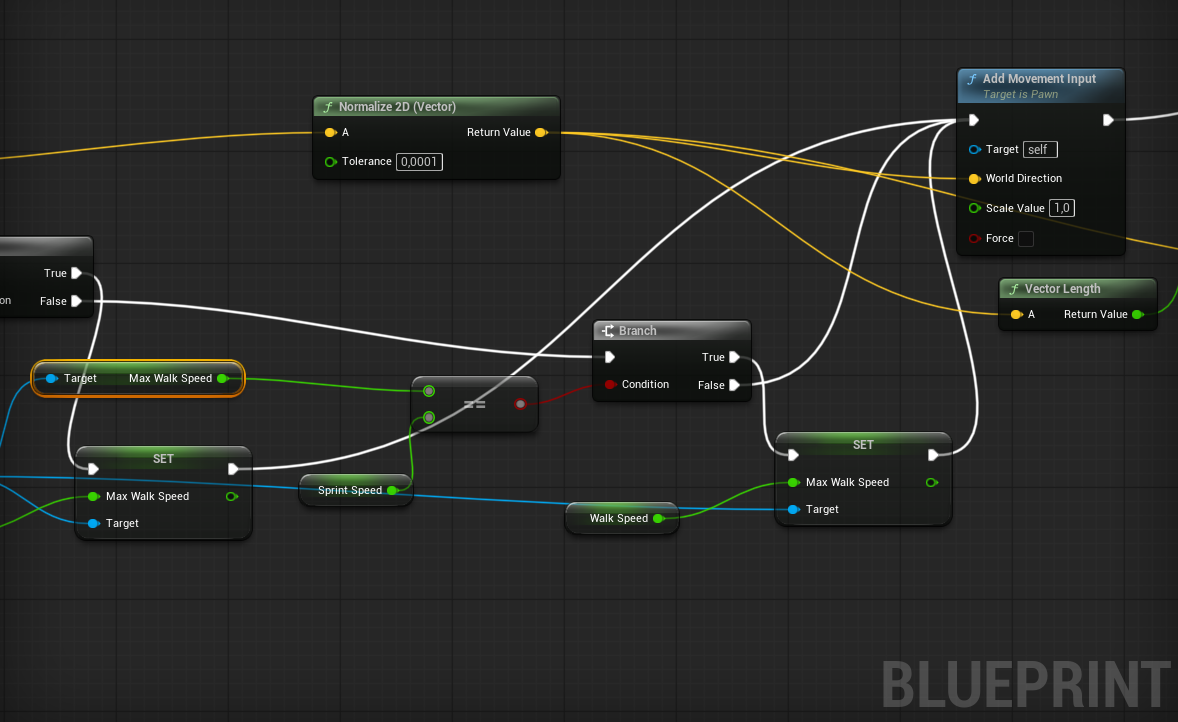 Add Movement Input
Target is Pawn
Normalize 2D (Vector)
A
Return Value
Tolerance
0,0001
Target
self
World Direction
Scale Value
1,0
Force
True
False
on
Vector Length
A
Return Value
Branch
True
Condition
False
Target
Max Walk Speed
==
SET
Max Walk Speed
Target
Sprint Speed
Walk Speed
SET
Max Walk Speed
Target
BLUEPRINT